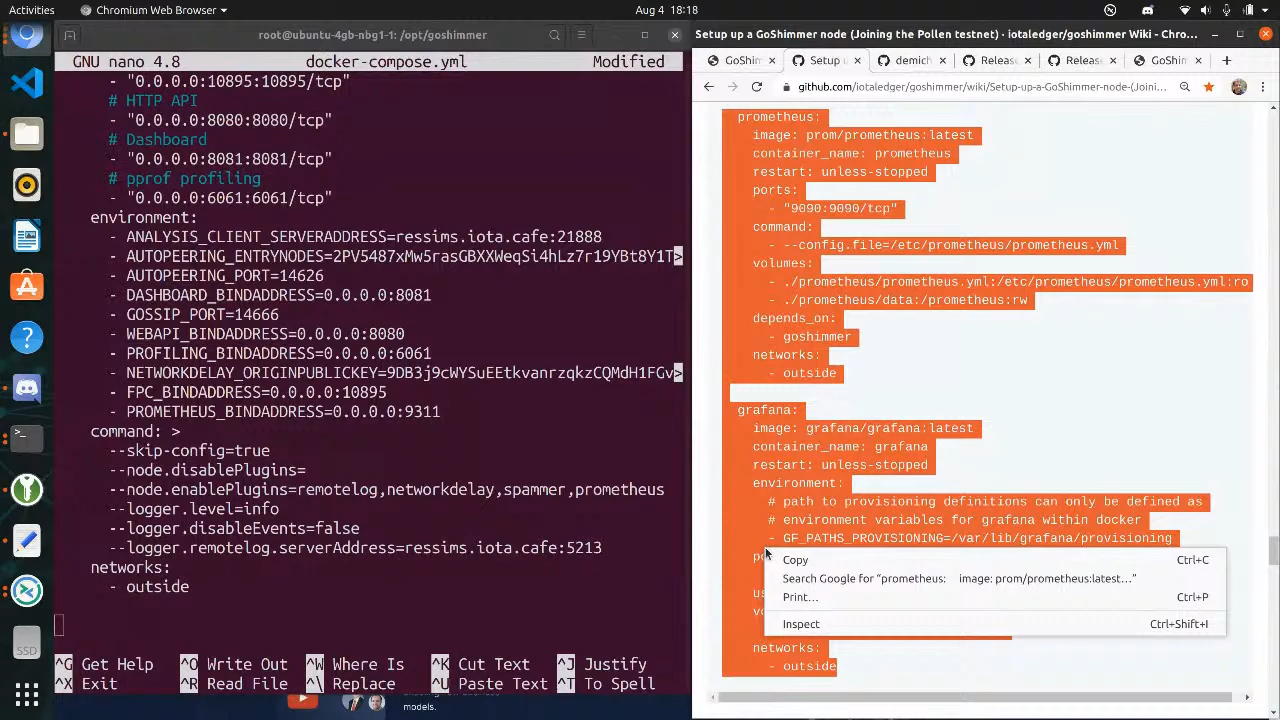 Activities
Chromium Web Browser
Aug 4 18:18
root@ubuntu-4gb-nbg1-1: /opt/goshimmer
GNU nano 4.8 docker-compose.yml Modified
- "0.0.0.0:10895:10895/tcp"
# HTTP API
- "0.0.0.0:8080:8080/tcp"
# Dashboard
- "0.0.0.0:8081:8081/tcp"
# pprof profiling
- "0.0.0.0:6061:6061/tcp"
environment:
- ANALYSIS_CLIENT_SERVERADDRESS=ressims.iota.cafe:21888
- AUTOPEERING_ENTRYNODES=2PV5487xMw5rasGBXXWeqSi4hLz7r19YBt8Y1T>
- AUTOPEERING_PORT=14626
- DASHBOARD_BINDADDRESS=0.0.0.0:8081
- GOSSIP_PORT=14666
- WEBAPI_BINDADDRESS=0.0.0.0:8080
- PROFILING_BINDADDRESS=0.0.0.0:6061
- NETWORKDELAY_ORIGINPUBLICKEY=9DB3j9cWYSuEEtkvanrzqkzCQMdH1FGv>
- FPC_BINDADDRESS=0.0.0.0:10895
- PROMETHEUS_BINDADDRESS=0.0.0.0:9311
command: >
--skip-config=true
--node.disablePlugins=
--node.enablePlugins=remotelog,networkdelay,spammer,prometheus
--logger.level=info
--logger.disableEvents=false
--logger.remotelog.serverAddress=ressims.iota.cafe:5213
networks:
- outside
^G Get Help ^O Write Out ^W Where Is ^K Cut Text ^J Justify
^X Exit ^R Read File ^\ Replace ^U Paste Text ^T To Spell
SSD
models.
Setup up a GoShimmer node (Joining the Pollen testnet) · iotaledger/goshimmer Wiki - Chro...
GoShim
Setup u
demich
Release
Release
GoShim
github.com/iotaledger/goshimmer/wiki/Setup-up-a-GoShimmer-node-(Joini...
prometheus:
image: prom/prometheus:latest
container_name: prometheus
restart: unless-stopped
ports:
- "9090:9090/tcp"
command:
- --config.file=/etc/prometheus/prometheus.yml
volumes:
- ./prometheus/prometheus.yml:/etc/prometheus/prometheus.yml:ro
- ./prometheus/data:/prometheus:rw
depends_on:
- goshimmer
networks:
- outside
grafana:
image: grafana/grafana:latest
container_name: grafana
restart: unless-stopped
environment:
# path to provisioning definitions can only be defined as
# environment variables for grafana within docker
- GF_PATHS_PROVISIONING=/var/lib/grafana/provisioning
Copy Ctrl+C
Search Google for “prometheus: image: prom/prometheus:latest…”
Print… Ctrl+P
Inspect Ctrl+Shift+I
networks:
- outside